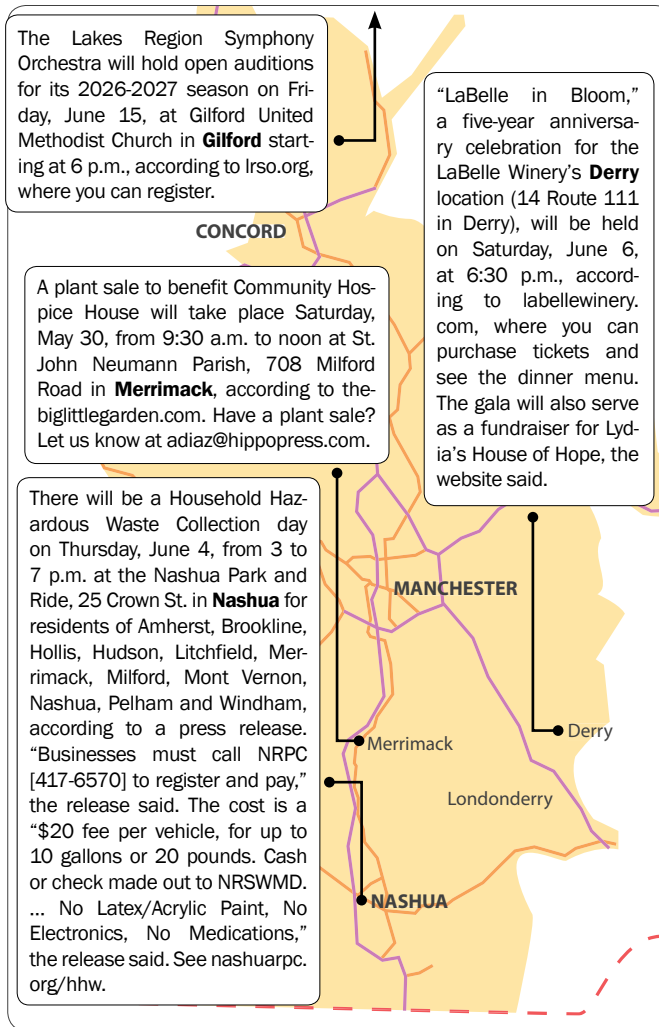 The Lakes Region Symphony
Orchestra will hold open auditions
for its 2026-2027 season on Fri-
day, June 15, at Gilford United
Methodist Church in Gilford start-
ing at 6 p.m., according to lrso.org,
where you can register.
“LaBelle in Bloom,”
a five-year anniversa-
ry celebration for the
LaBelle Winery’s Derry
location (14 Route 111
in Derry), will be held
on Saturday, June 6,
at 6:30 p.m., accord-
ing to labellewinery.
com, where you can
purchase tickets and
see the dinner menu.
The gala will also serve
as a fundraiser for Lyd-
ia’s House of Hope, the
website said.
CONCORD
A plant sale to benefit Community Hos-
pice House will take place Saturday,
May 30, from 9:30 a.m. to noon at St.
John Neumann Parish, 708 Milford
Road in Merrimack, according to the-
biglittlegarden.com. Have a plant sale?
Let us know at adiaz@hippopress.com.
There will be a Household Haz-
ardous Waste Collection day
on Thursday, June 4, from 3 to
7 p.m. at the Nashua Park and
Ride, 25 Crown St. in Nashua for
residents of Amherst, Brookline,
Hollis, Hudson, Litchfield, Mer-
rimack, Milford, Mont Vernon,
Nashua, Pelham and Windham,
according to a press release.
“Businesses must call NRPC
[417-6570] to register and pay,”
the release said. The cost is a
“$20 fee per vehicle, for up to
10 gallons or 20 pounds. Cash
or check made out to NRSWMD.
... No Latex/Acrylic Paint, No
Electronics, No Medications,”
the release said. See nashuarpc.
org/hhw.
MANCHESTER
Merrimack
Derry
Londonderry
NASHUA